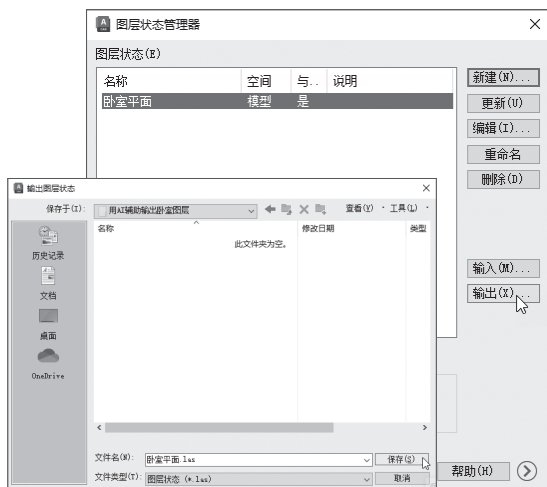 图层状态管理器
图层状态(E)
名称 空间 与.. 说明
卧室平面 模型 是
新建(N)...
更新(U)
编辑(I)...
重命名
删除(D)
输入(M)...
输出(X)...
帮助(H)
输出图层状态
保存于(I): 用AI辅助输出卧室图层
查看(V) · 工具(L) ·
名称 修改日期 类型
此文件夹为空。
历史记录
文档
桌面
OneDrive
文件名(N): 卧室平面.las
保存(S)
文件类型(T): 图层状态 (*.las)
取消